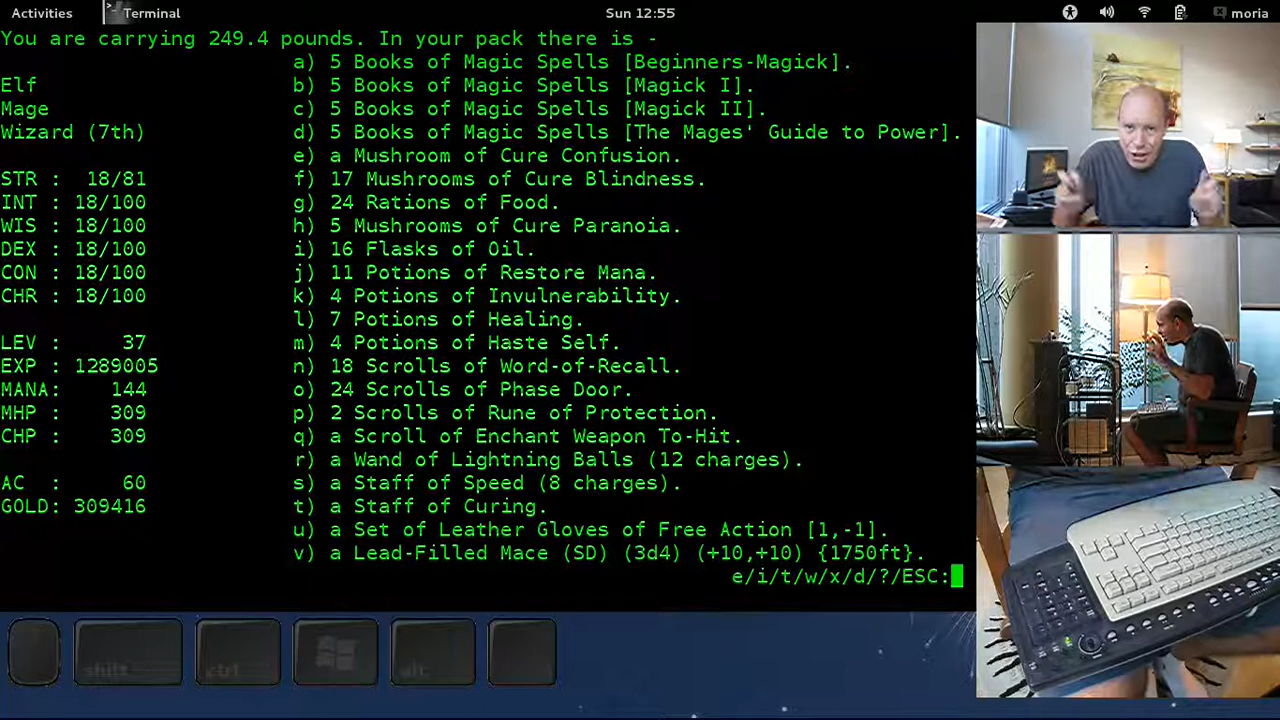 Activities Terminal Sun 12:55 moria
You are carrying 249.4 pounds. In your pack there is -
a) 5 Books of Magic Spells [Beginners-Magick].
Elf b) 5 Books of Magic Spells [Magick I].
Mage c) 5 Books of Magic Spells [Magick II].
Wizard (7th) d) 5 Books of Magic Spells [The Mages' Guide to Power].
e) a Mushroom of Cure Confusion.
STR : 18/81 f) 17 Mushrooms of Cure Blindness.
INT : 18/100 g) 24 Rations of Food.
WIS : 18/100 h) 5 Mushrooms of Cure Paranoia.
DEX : 18/100 i) 16 Flasks of Oil.
CON : 18/100 j) 11 Potions of Restore Mana.
CHR : 18/100 k) 4 Potions of Invulnerability.
l) 7 Potions of Healing.
LEV : 37 m) 4 Potions of Haste Self.
EXP : 1289005 n) 18 Scrolls of Word-of-Recall.
MANA: 144 o) 24 Scrolls of Phase Door.
MHP : 309 p) 2 Scrolls of Rune of Protection.
CHP : 309 q) a Scroll of Enchant Weapon To-Hit.
r) a Wand of Lightning Balls (12 charges).
AC : 60 s) a Staff of Speed (8 charges).
GOLD: 309416 t) a Staff of Curing.
u) a Set of Leather Gloves of Free Action [1,-1].
v) a Lead-Filled Mace (SD) (3d4) (+10,+10) {1750ft}.
e/i/t/w/x/d/?/ESC:
shift ctrl alt